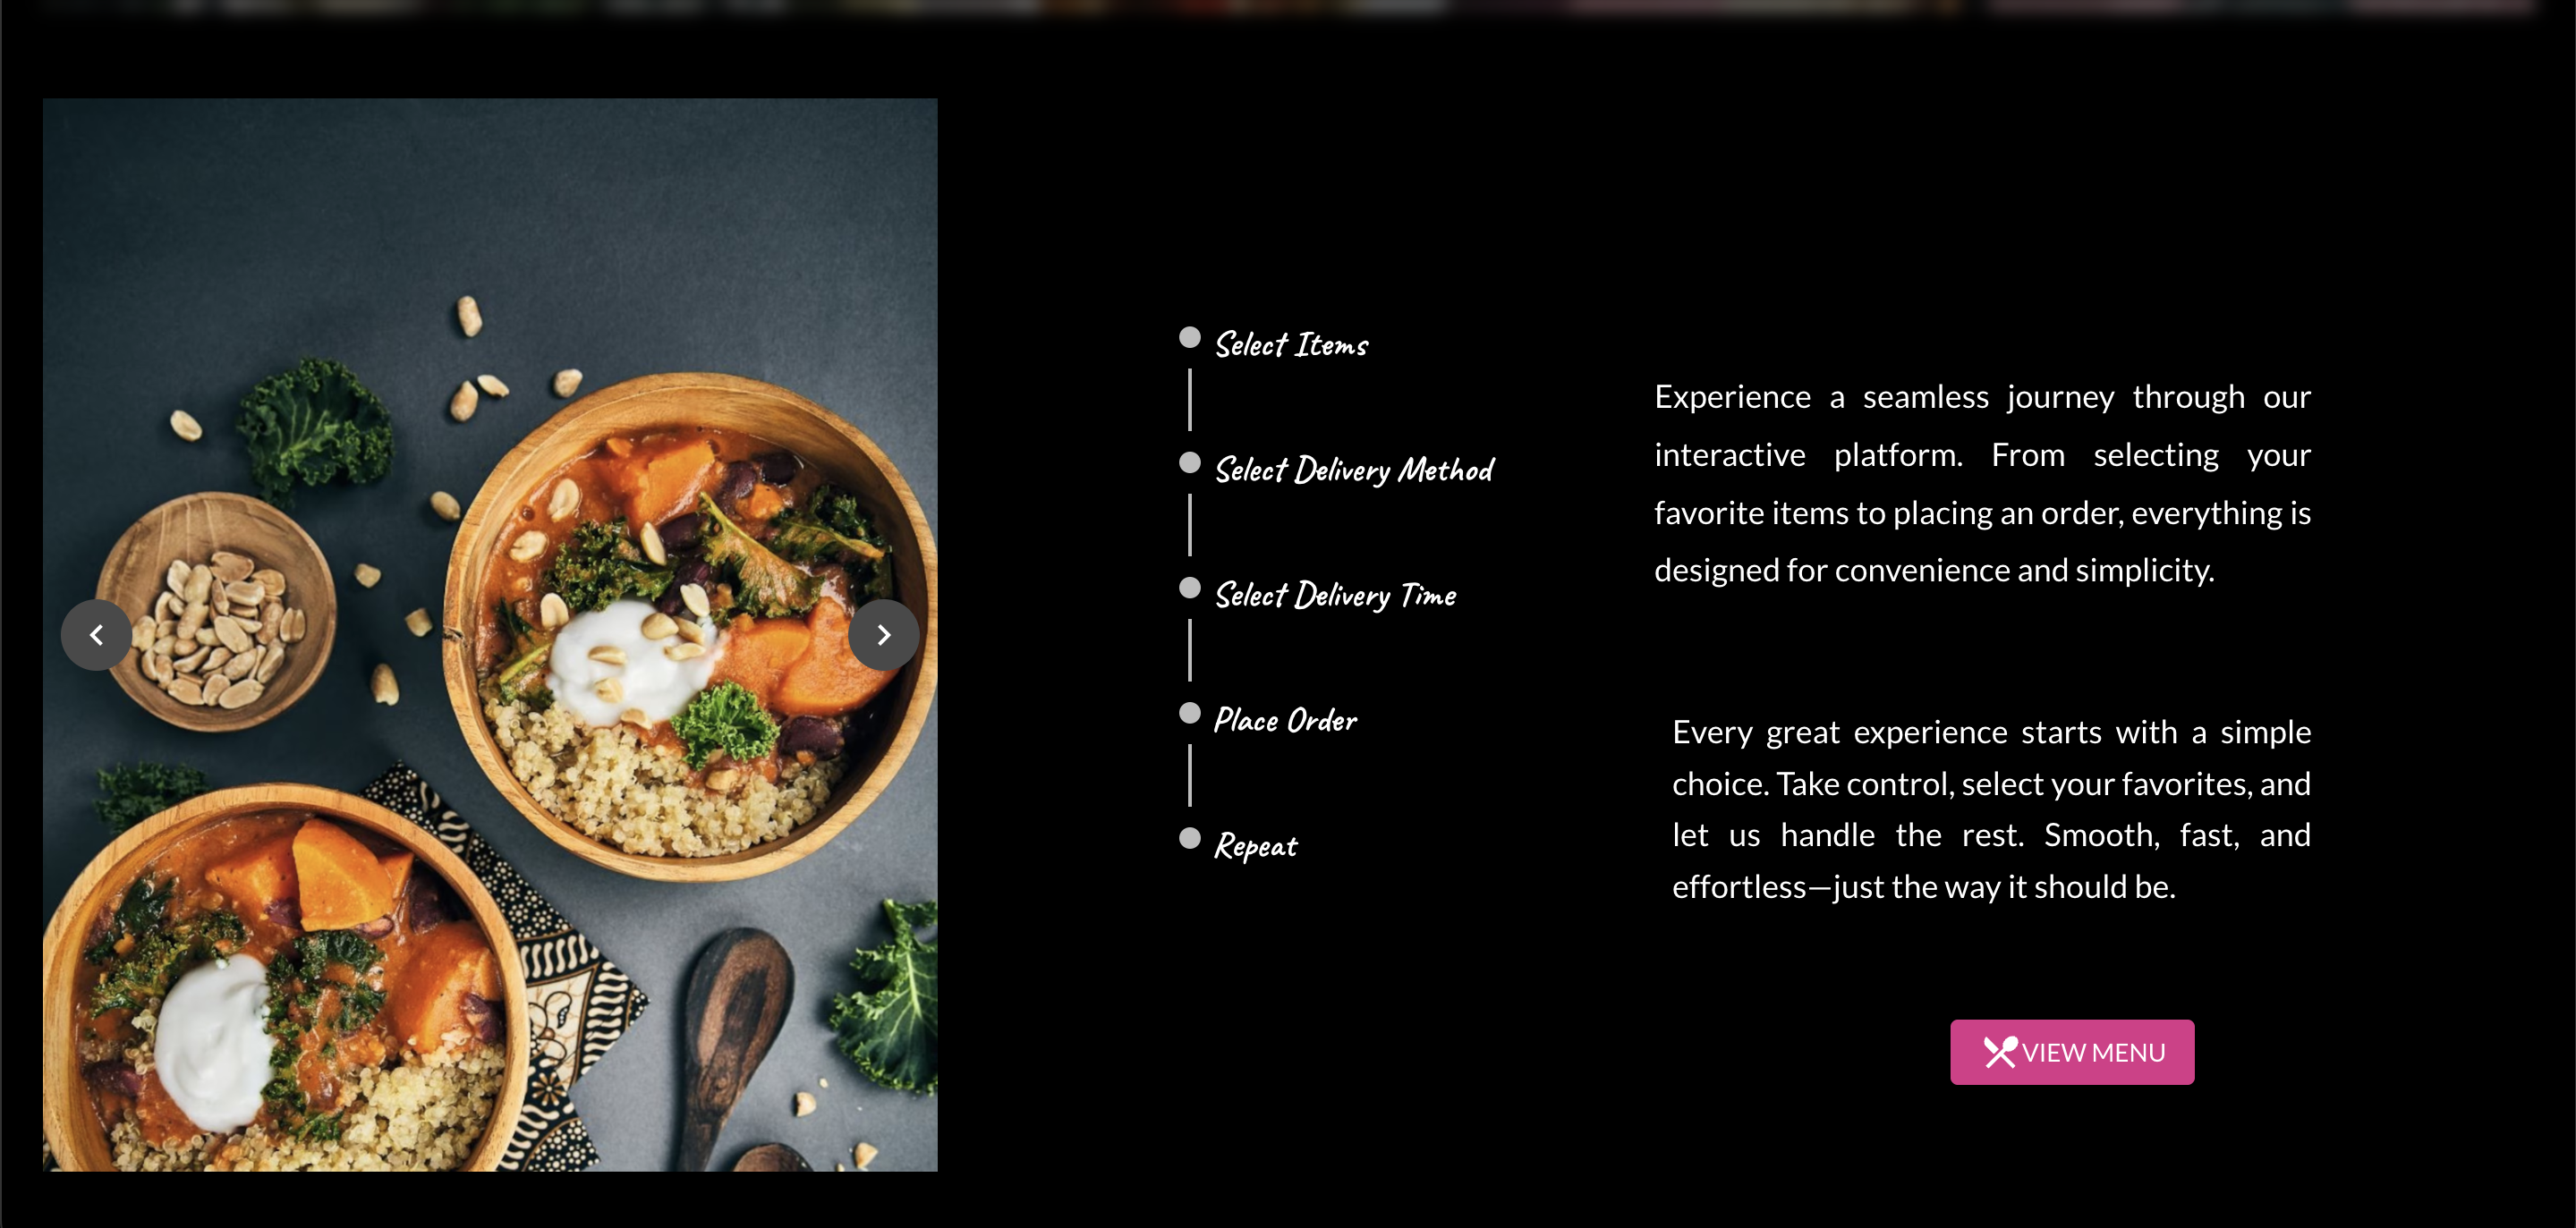 Select Items
Select Delivery Method
Select Delivery Time
Place Order
Repeat
Experience a seamless journey through our
interactive platform. From selecting your
favorite items to placing an order, everything is
designed for convenience and simplicity.
Every great experience starts with a simple
choice. Take control, select your favorites, and
let us handle the rest. Smooth, fast, and
effortless—just the way it should be.
VIEW MENU